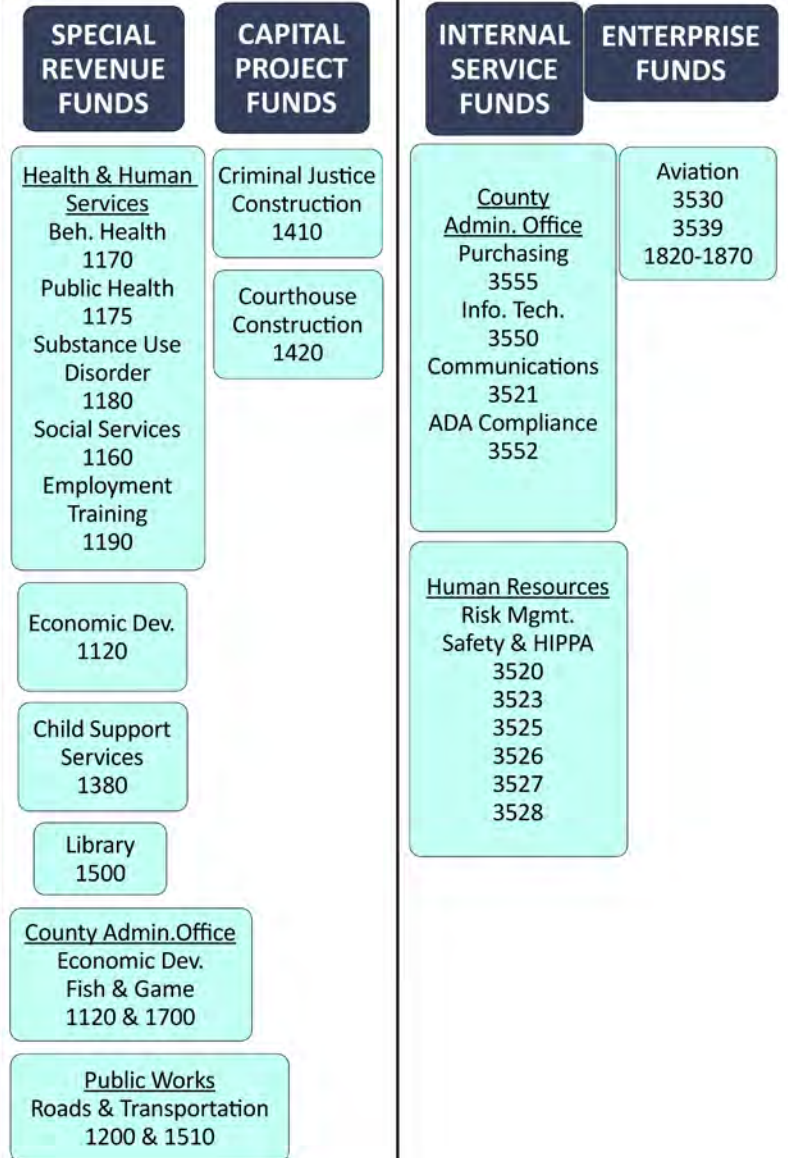 SPECIAL
REVENUE
FUNDS
Health & Human
Services
Beh. Health
1170
Public Health
1175
Substance Use
Disorder
1180
Social Services
1160
Employment
Training
1190
Economic Dev.
1120
Child Support
Services
1380
Library
1500
County Admin.Office
Economic Dev.
Fish & Game
1120 & 1700
Public Works
Roads & Transportation
1200 & 1510
CAPITAL
PROJECT
FUNDS
Criminal Justice
Construction
1410
Courthouse
Construction
1420
INTERNAL
SERVICE
FUNDS
County
Admin. Office
Purchasing
3555
Info. Tech.
3550
Communications
3521
ADA Compliance
3552
Human Resources
Risk Mgmt.
Safety & HIPPA
3520
3523
3525
3526
3527
3528
ENTERPRISE
FUNDS
Aviation
3530
3539
1820-1870